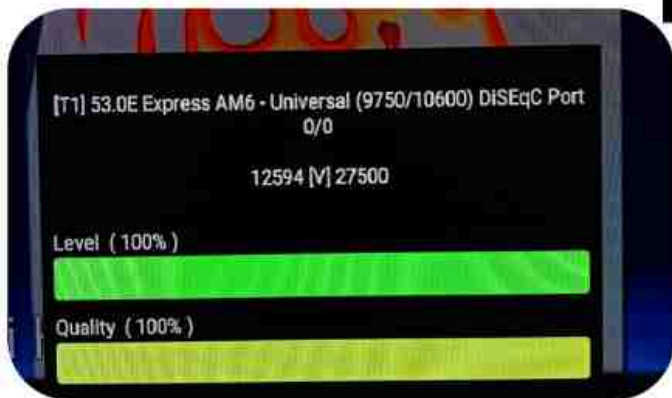 [T1] 53.0E Express AM6 - Universal (9750/10600) DiSEqC Port
0/0
12594 [V] 27500
Level ( 100% )
Quality ( 100% )